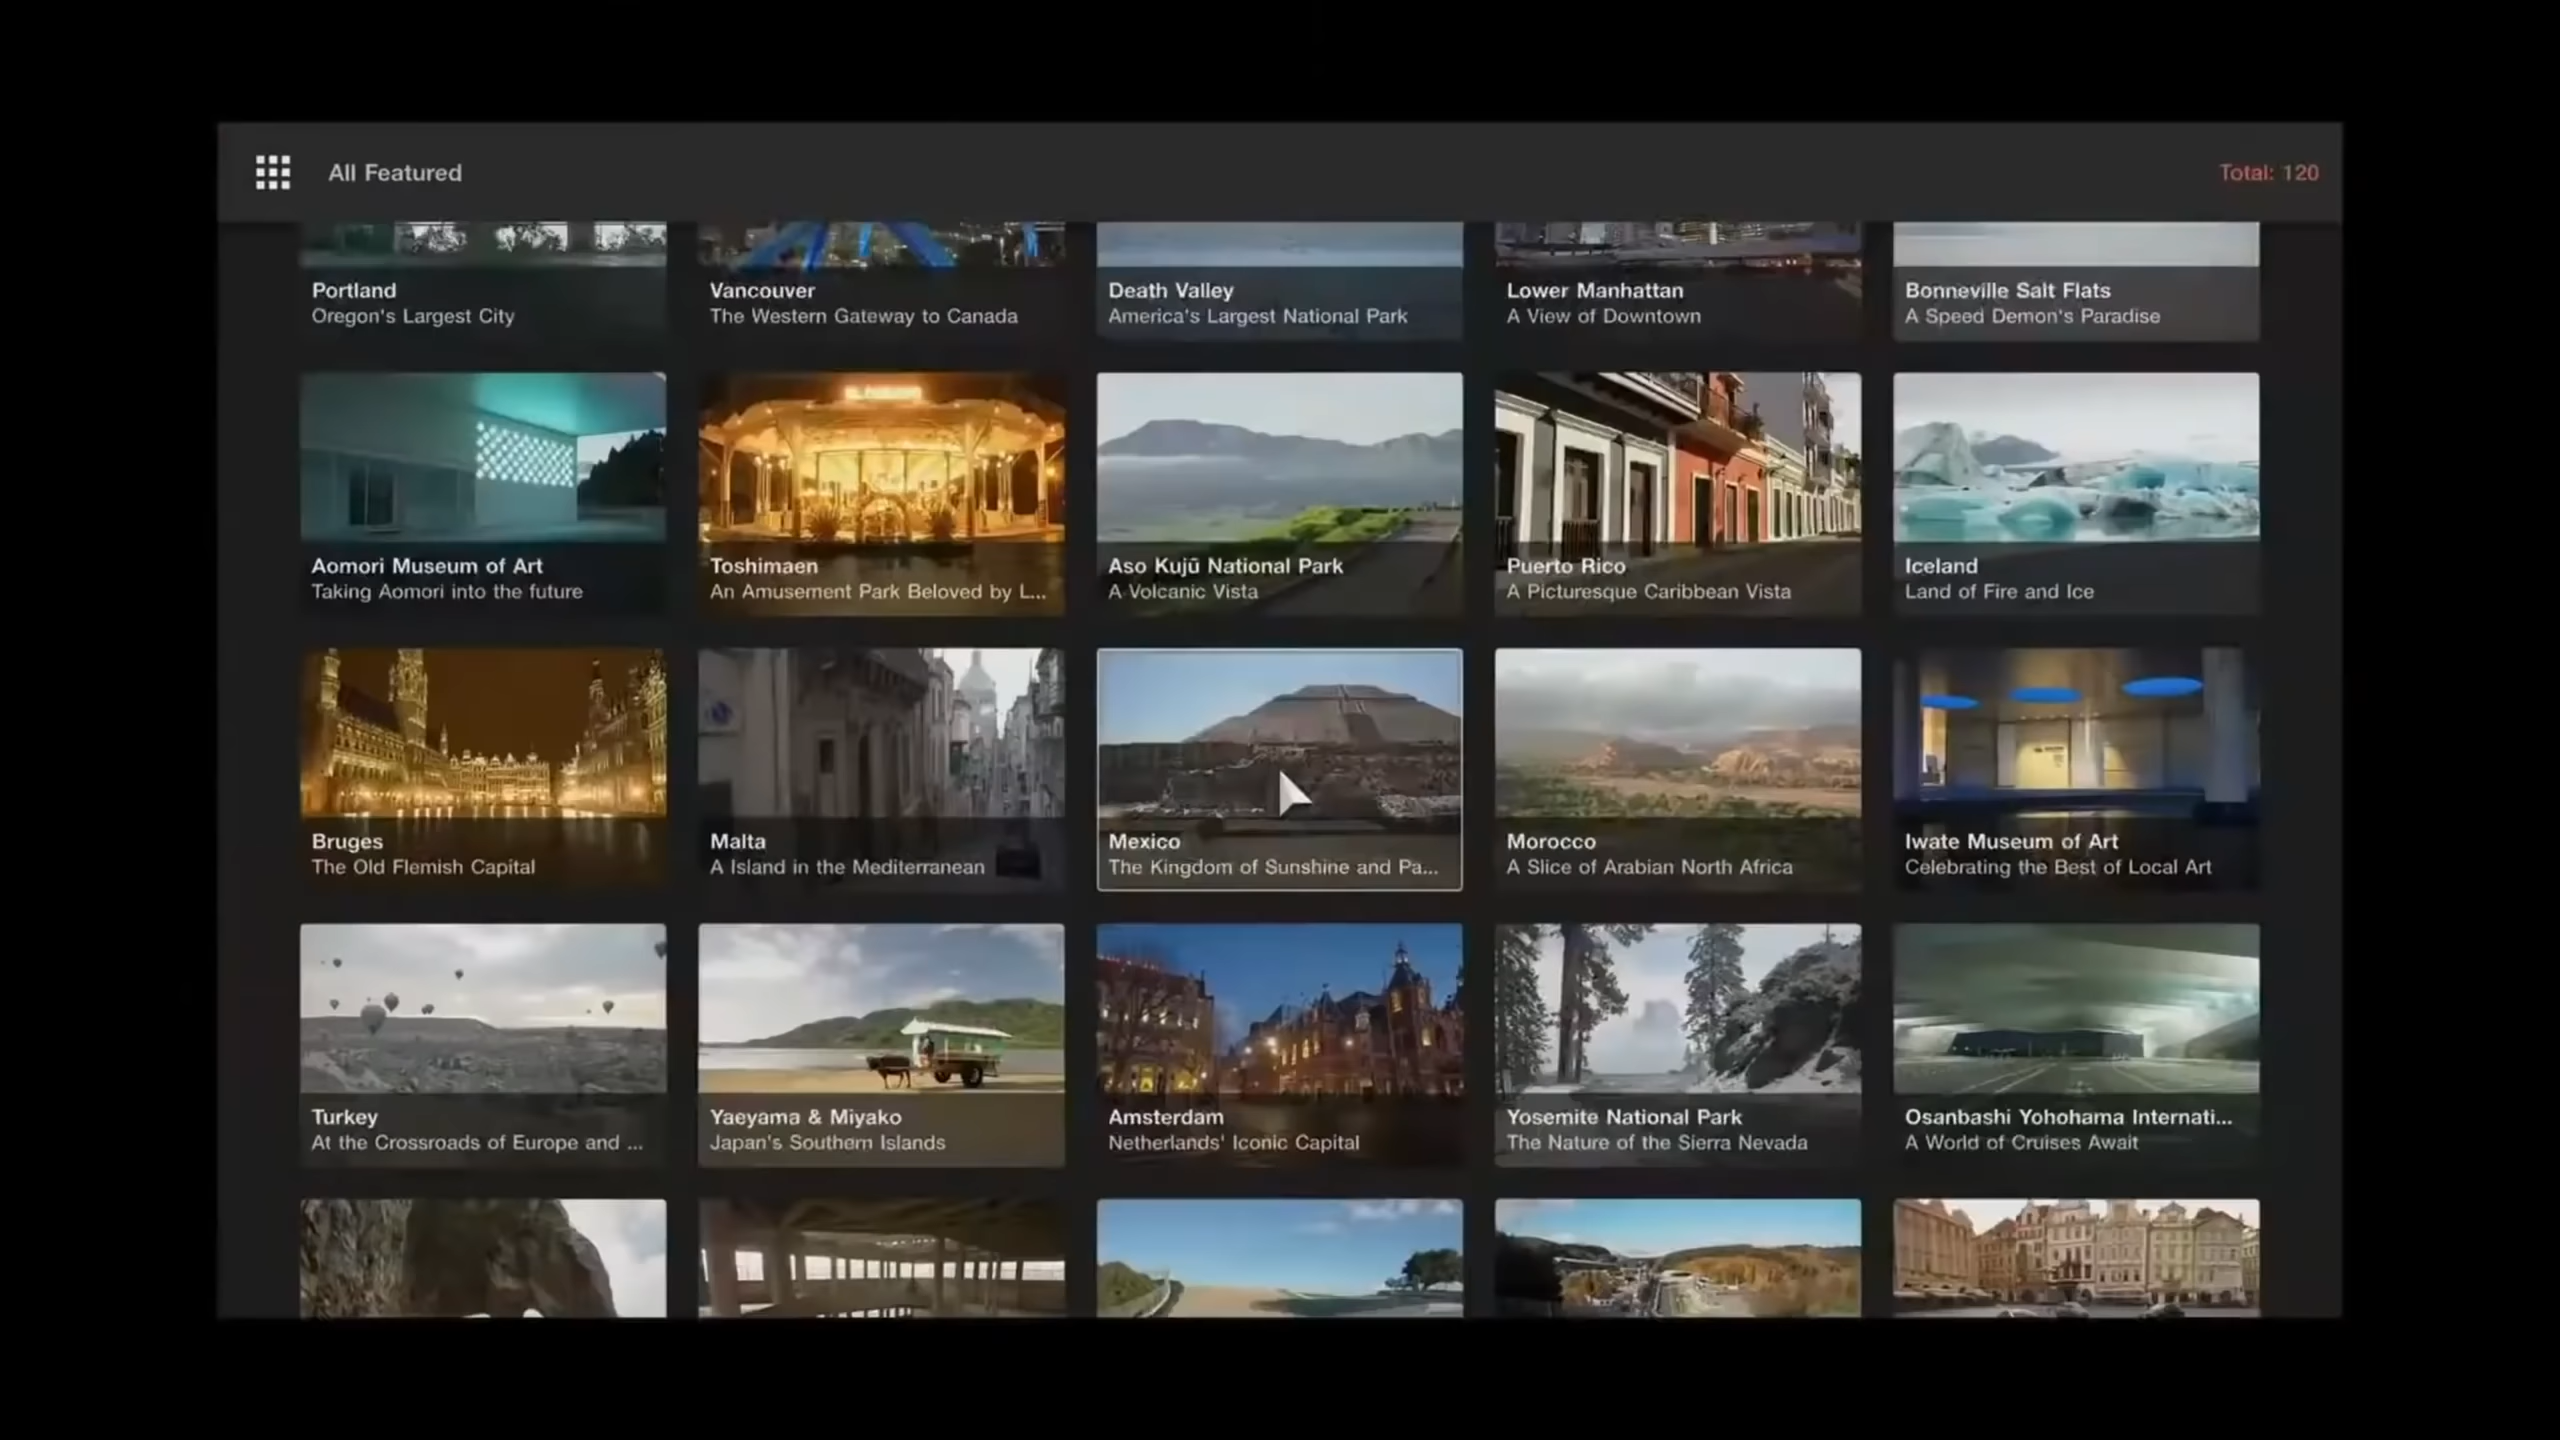 All Featured
Total: 120
Portland
Oregon's Largest City
Vancouver
The Western Gateway to Canada
Death Valley
America's Largest National Park
Lower Manhattan
A View of Downtown
Bonneville Salt Flats
A Speed Demon's Paradise
Aomori Museum of Art
Taking Aomori into the future
Toshimaen
An Amusement Park Beloved by L...
Aso Kujū National Park
A Volcanic Vista
Puerto Rico
A Picturesque Caribbean Vista
Iceland
Land of Fire and Ice
Bruges
The Old Flemish Capital
Malta
A Island in the Mediterranean
Mexico
The Kingdom of Sunshine and Pa...
Morocco
A Slice of Arabian North Africa
Iwate Museum of Art
Celebrating the Best of Local Art
Turkey
At the Crossroads of Europe and ...
Yaeyama & Miyako
Japan's Southern Islands
Amsterdam
Netherlands' Iconic Capital
Yosemite National Park
The Nature of the Sierra Nevada
Osanbashi Yohohama Internati...
A World of Cruises Await